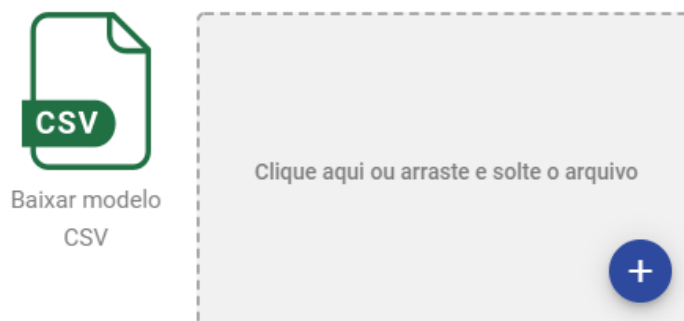 CSV
Baixar modelo
CSV
Clique aqui ou arraste e solte o arquivo
+